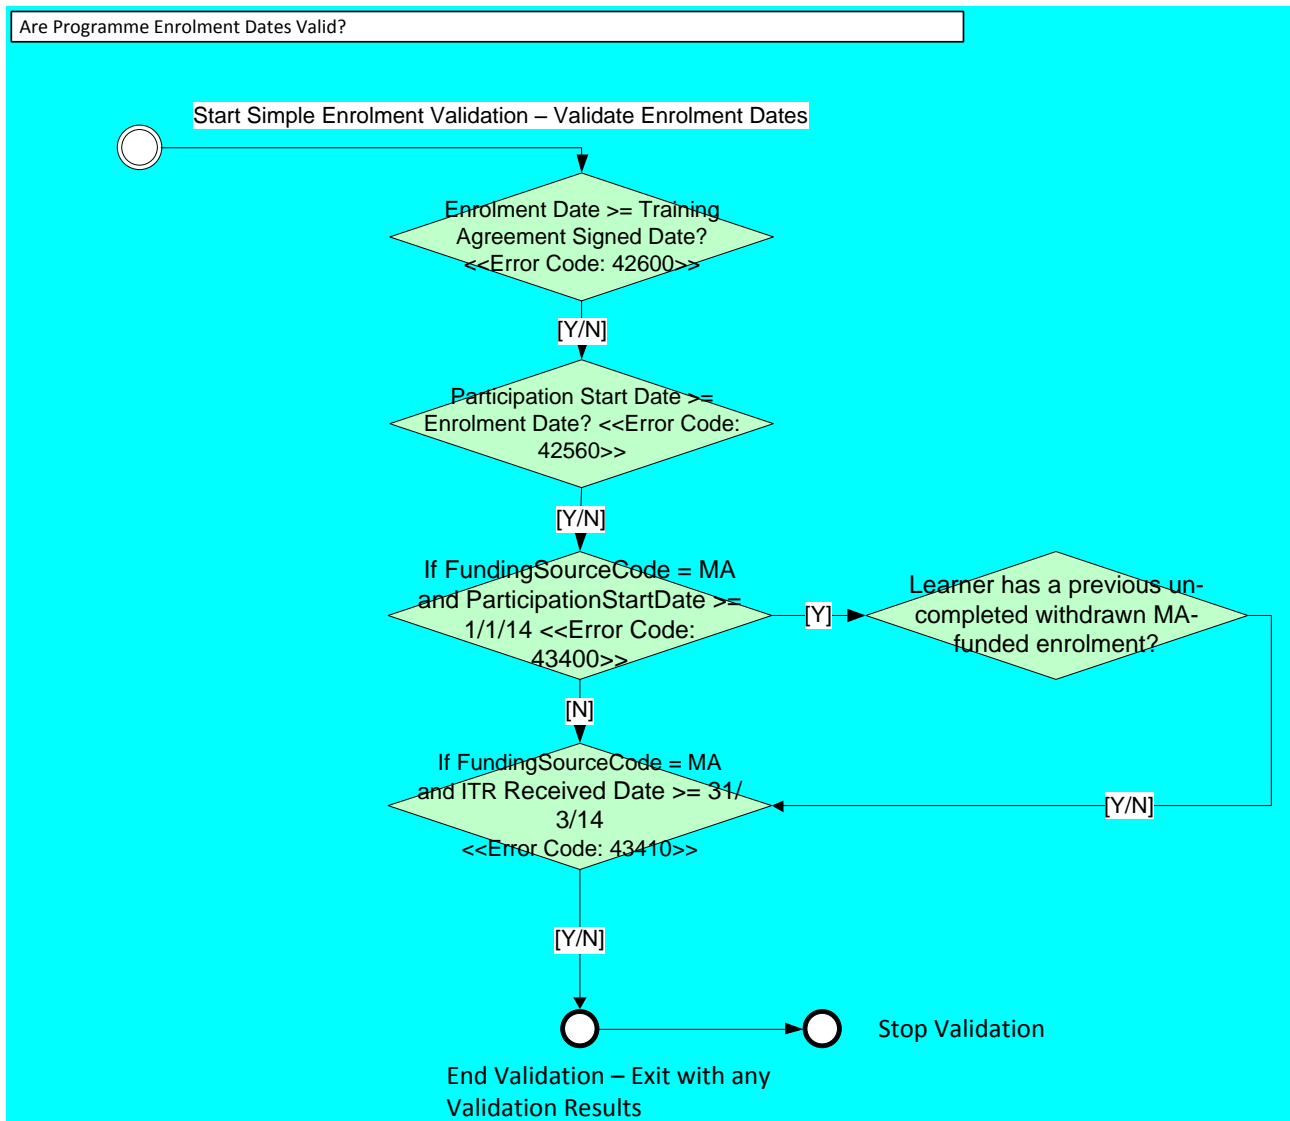 Are Programme Enrolment Dates Valid?
Start Simple Enrolment Validation – Validate Enrolment Dates
Enrolment Date >= Training
Agreement Signed Date?
<<Error Code: 42600>>
[Y/N]
Participation Start Date >=
Enrolment Date? <<Error Code:
42560>>
[Y/N]
If FundingSourceCode = MA
and ParticipationStartDate >=
1/1/14 <<Error Code:
43400>>
[Y]
Learner has a previous un-
completed withdrawn MA-
funded enrolment?
[N]
If FundingSourceCode = MA
and ITR Received Date >= 31/
3/14
<<Error Code: 43410>>
[Y/N]
[Y/N]
Stop Validation
End Validation – Exit with any
Validation Results